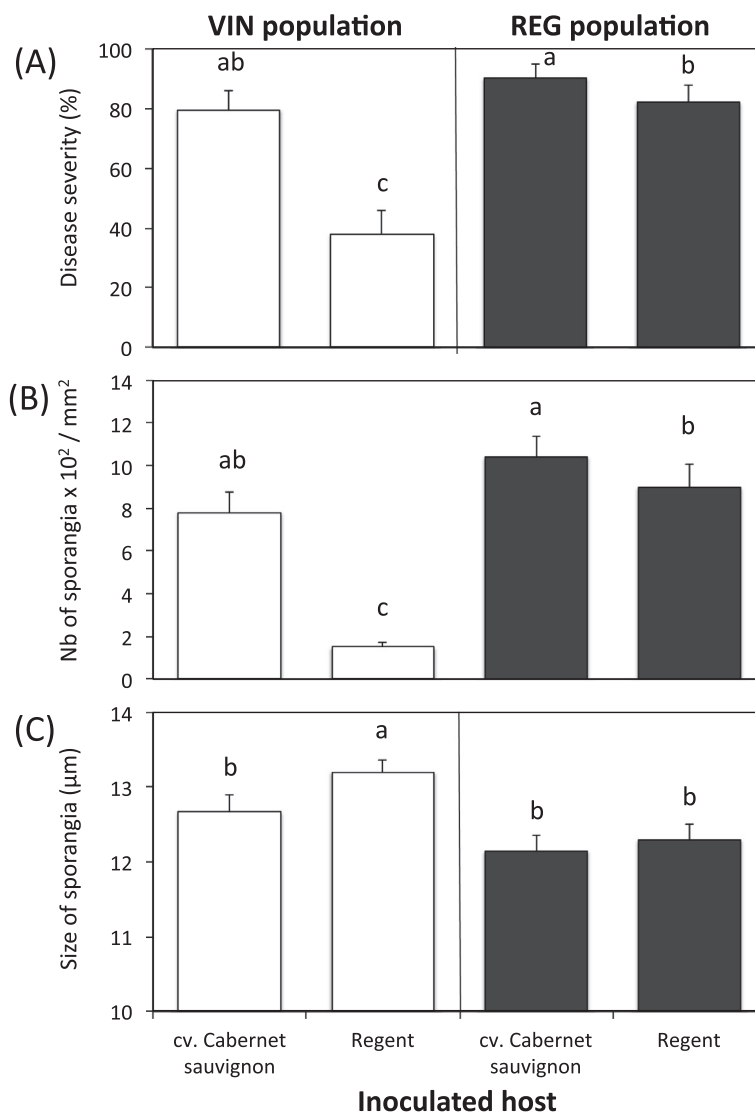 VIN population REG population
(A)
Disease severity (%)
100
80
60
40
20
0
ab
c
a
b
(B)
Nb of sporangia x 10² / mm²
14
12
10
8
6
4
2
0
ab
c
a
b
(C)
Size of sporangia (µm)
14
13
12
11
10
b
a
b
b
cv. Cabernet
sauvignon
Regent
cv. Cabernet
sauvignon
Regent
Inoculated host